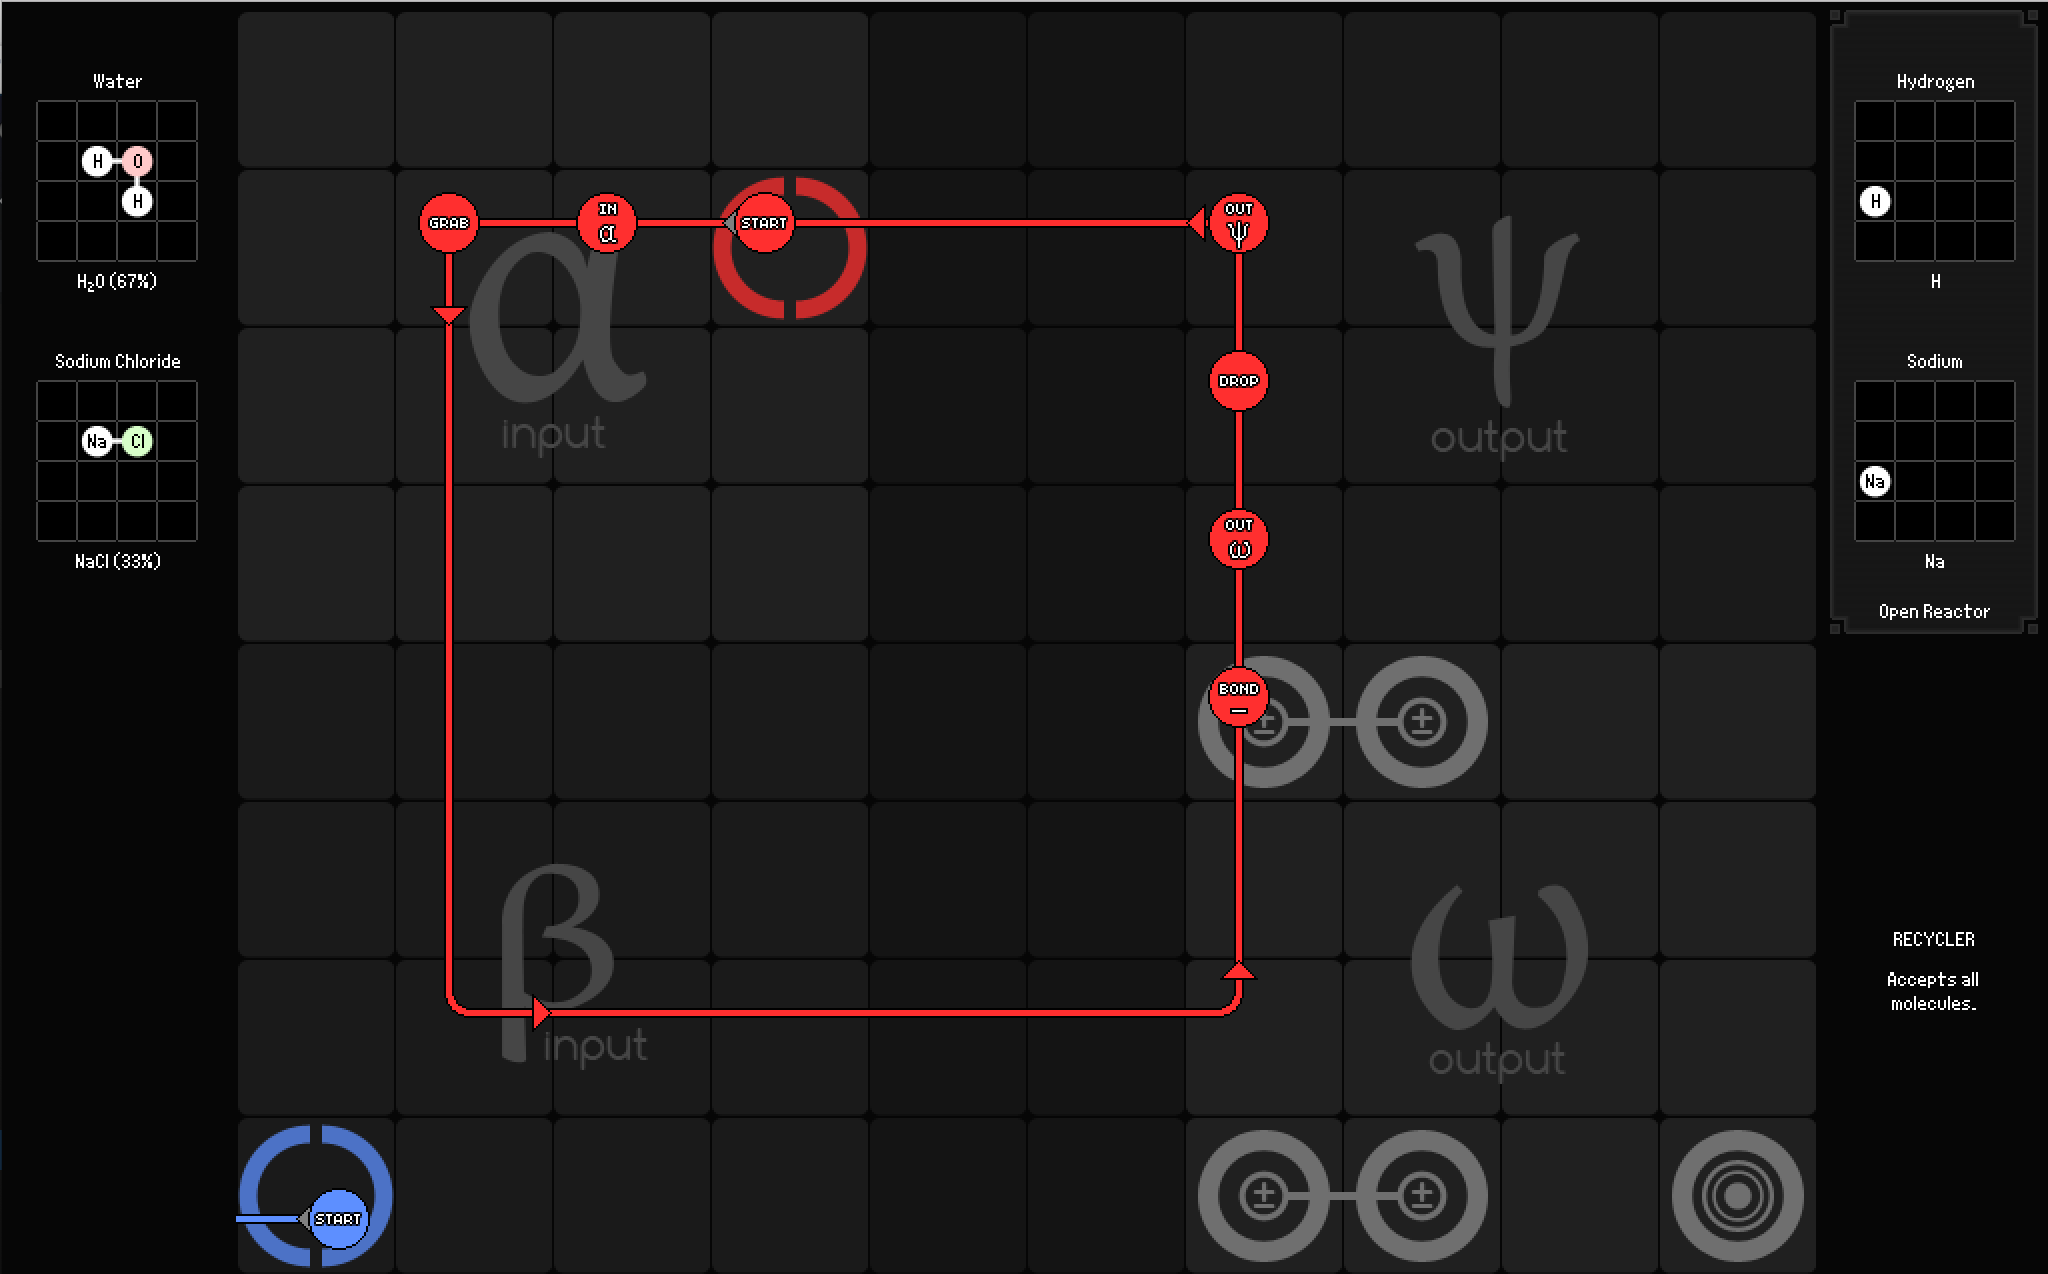 Water
H O
H
H₂O (67%)
Sodium Chloride
Na Cl
NaCl (33%)
GRAB
IN
α
START
OUT
ψ
α
input
ψ
output
DROP
OUT
ω
BOND
−
±
±
β
input
ω
output
START
±
±
Hydrogen
H
H
Sodium
Na
Na
Open Reactor
RECYCLER
Accepts all
molecules.